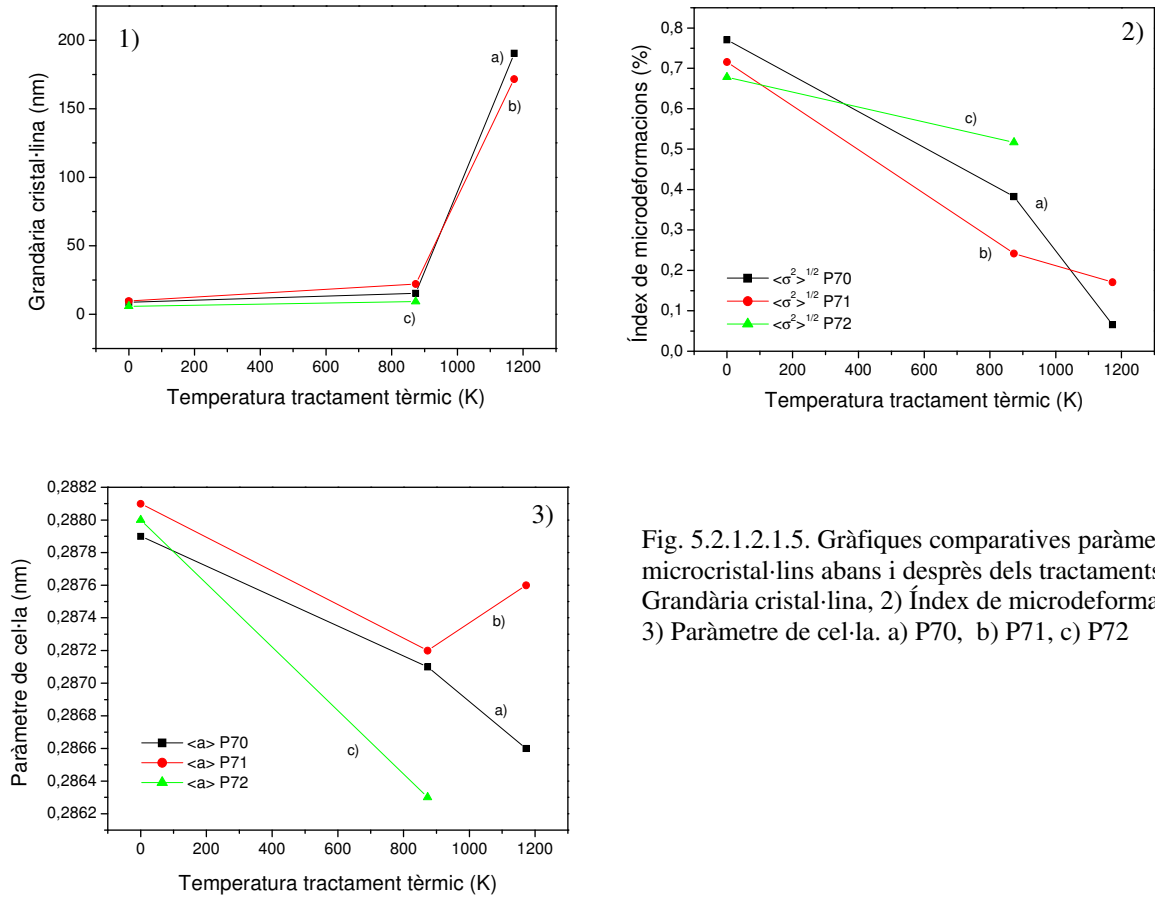 1)
200
150
100
50
0
a)
b)
c)
Grandària cristal·lina (nm)
0 200 400 600 800 1000 1200
Temperatura tractament tèrmic (K)
2)
0,8
0,7
0,6
0,5
0,4
0,3
0,2
0,1
0,0
c)
a)
b)
<σ²>^1/2 P70
<σ²>^1/2 P71
<σ²>^1/2 P72
Índex de microdeformacions (%)
0 200 400 600 800 1000 1200
Temperatura tractament tèrmic (K)
3)
0,2882
0,2880
0,2878
0,2876
0,2874
0,2872
0,2870
0,2868
0,2866
0,2864
0,2862
b)
a)
c)
<a> P70
<a> P71
<a> P72
Paràmetre de cel·la (nm)
0 200 400 600 800 1000 1200
Temperatura tractament tèrmic (K)
Fig. 5.2.1.2.1.5. Gràfiques comparatives paràme
microcristal·lins abans i desprès dels tractaments
Grandària cristal·lina, 2) Índex de microdeforma
3) Paràmetre de cel·la. a) P70, b) P71, c) P72